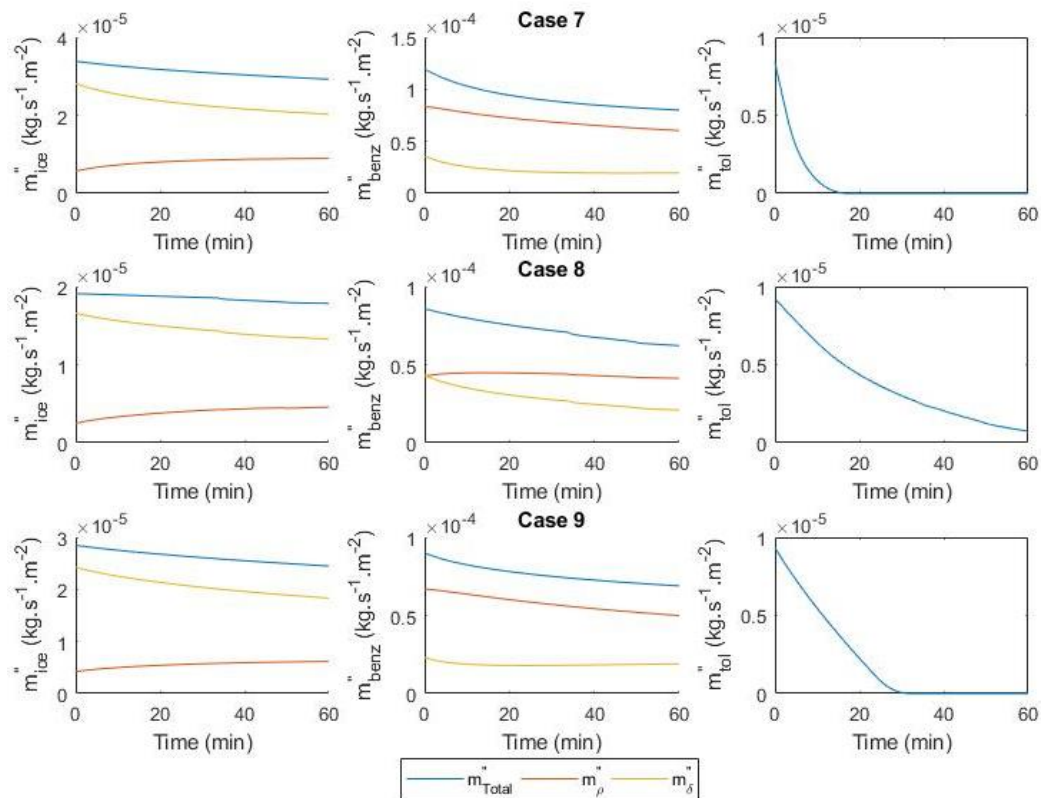 Case 7
×10⁻⁵
4
2
0
m"ice (kg.s⁻¹.m⁻²)
0 20 40 60
Time (min)
×10⁻⁴
1.5
1
0.5
0
m"benz (kg.s⁻¹.m⁻²)
0 20 40 60
Time (min)
×10⁻⁵
1
0.5
0
m"tol (kg.s⁻¹.m⁻²)
0 20 40 60
Time (min)
Case 8
×10⁻⁵
2
1
0
m"ice (kg.s⁻¹.m⁻²)
0 20 40 60
Time (min)
×10⁻⁴
1
0.5
0
m"benz (kg.s⁻¹.m⁻²)
0 20 40 60
Time (min)
×10⁻⁵
1
0.5
0
m"tol (kg.s⁻¹.m⁻²)
0 20 40 60
Time (min)
Case 9
×10⁻⁵
3
2
1
0
m"ice (kg.s⁻¹.m⁻²)
0 20 40 60
Time (min)
×10⁻⁴
1
0.5
0
m"benz (kg.s⁻¹.m⁻²)
0 20 40 60
Time (min)
×10⁻⁵
1
0.5
0
m"tol (kg.s⁻¹.m⁻²)
0 20 40 60
Time (min)
m"Total m"ρ m"δ